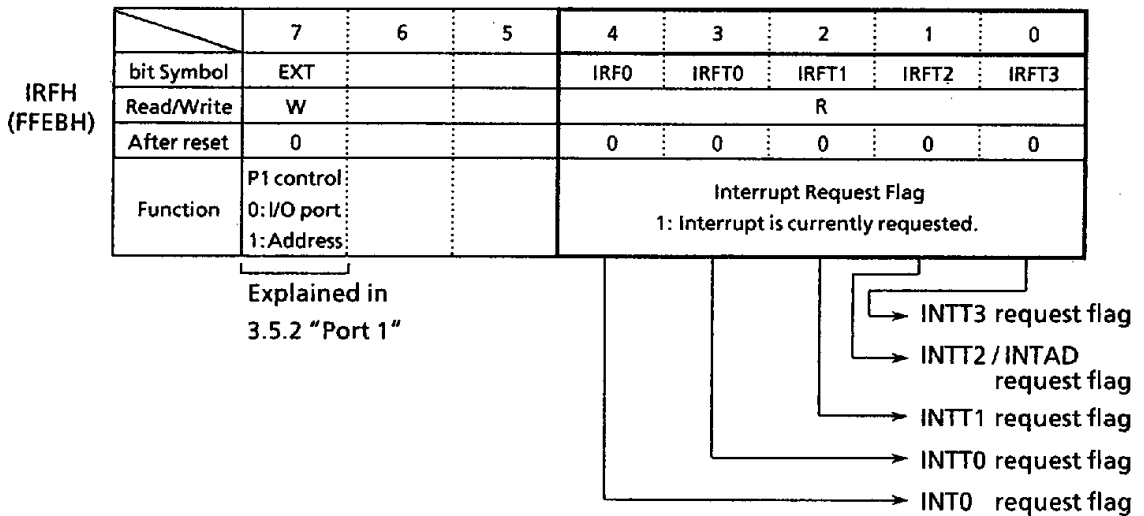 7 6 5 4 3 2 1 0
bit Symbol EXT IRF0 IRFT0 IRFT1 IRFT2 IRFT3
IRFH
(FFEBH)
Read/Write W R
After reset 0 0 0 0 0 0
Function
P1 control
0: I/O port
1: Address
Interrupt Request Flag
1: Interrupt is currently requested.
Explained in
3.5.2 "Port 1"
INTT3 request flag
INTT2 / INTAD
request flag
INTT1 request flag
INTT0 request flag
INT0 request flag